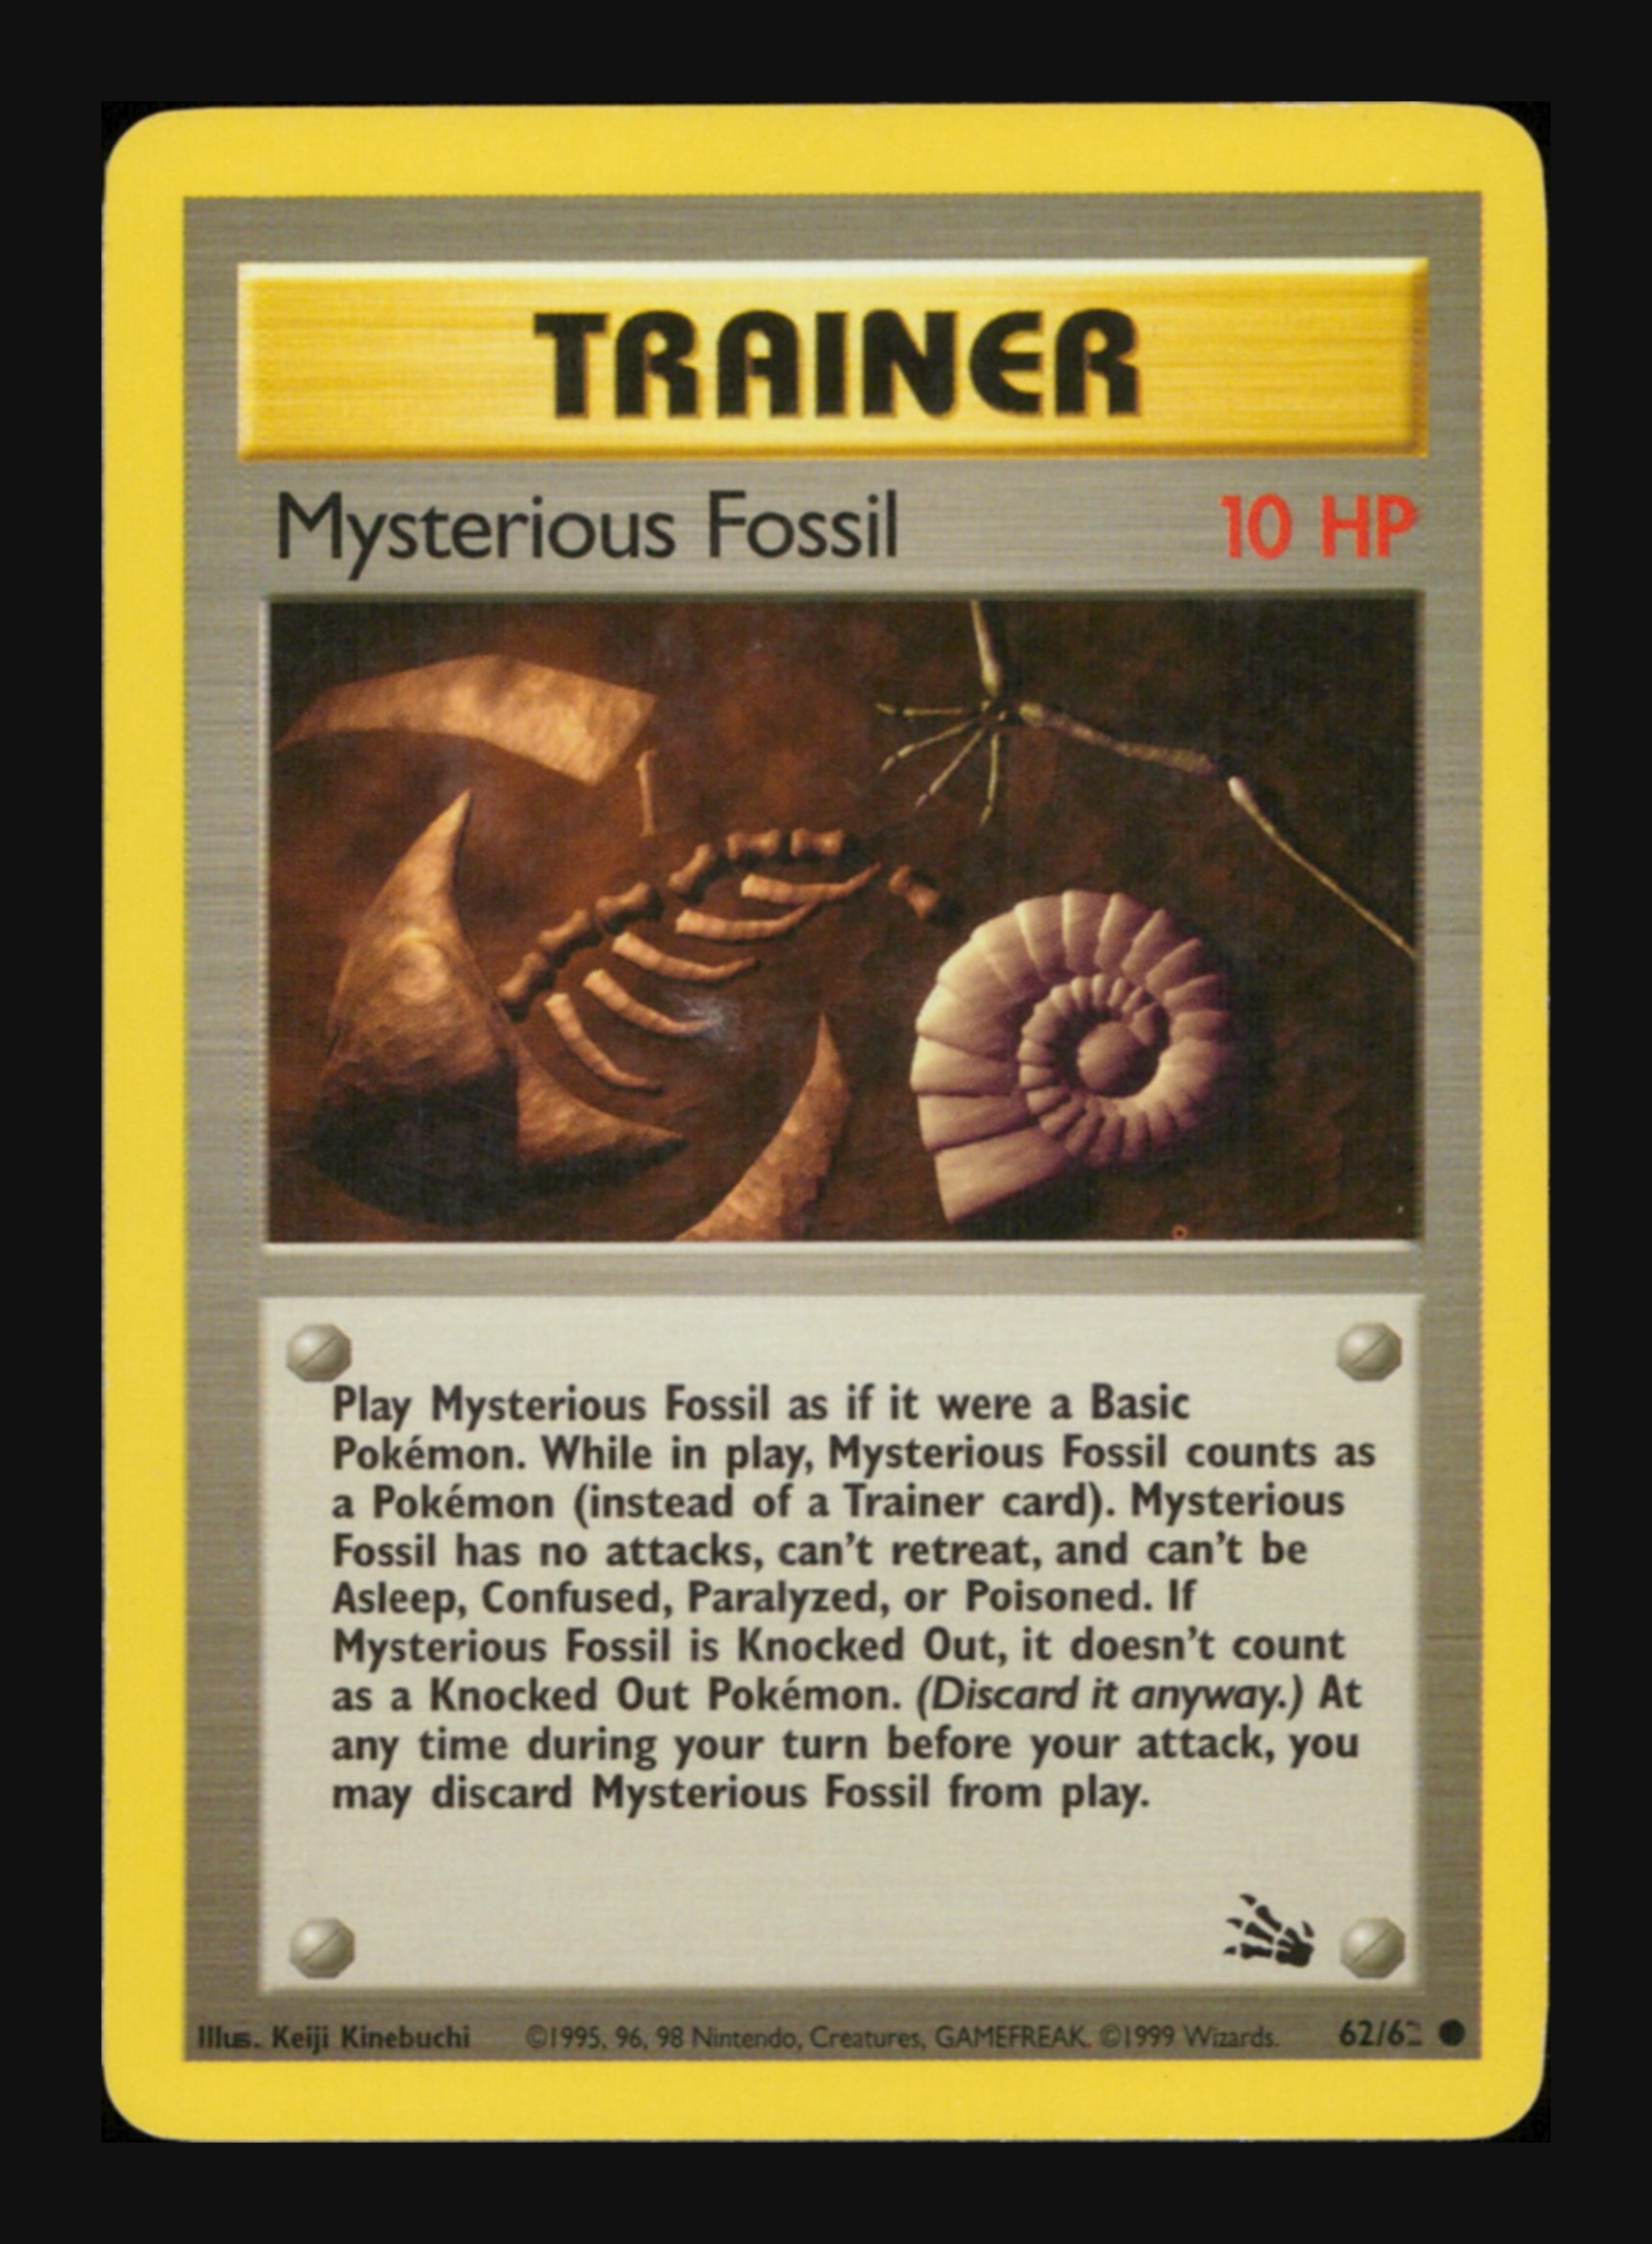 TRAINER
Mysterious Fossil 10 HP
Play Mysterious Fossil as if it were a Basic
Pokémon. While in play, Mysterious Fossil counts as
a Pokémon (instead of a Trainer card). Mysterious
Fossil has no attacks, can't retreat, and can't be
Asleep, Confused, Paralyzed, or Poisoned. If
Mysterious Fossil is Knocked Out, it doesn't count
as a Knocked Out Pokémon. (Discard it anyway.) At
any time during your turn before your attack, you
may discard Mysterious Fossil from play.
Illus. Keiji Kinebuchi ©1995, 96, 98 Nintendo, Creatures, GAMEFREAK. ©1999 Wizards. 62/62